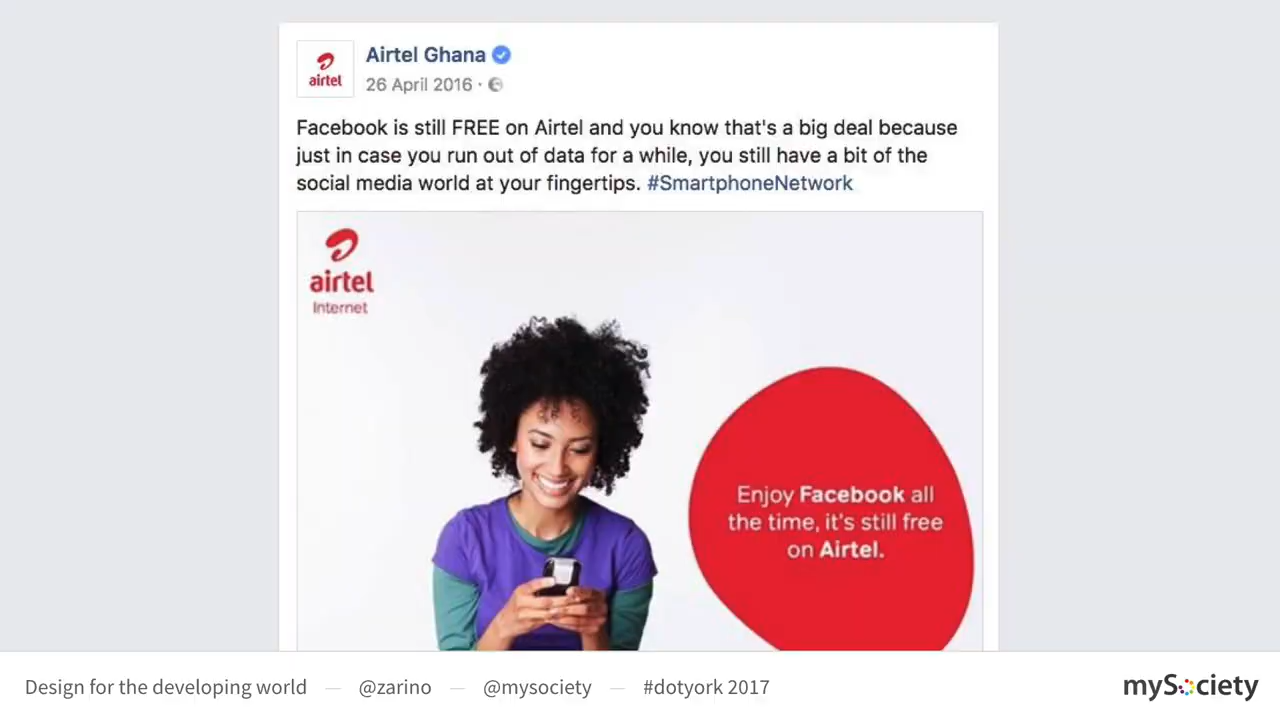 Airtel Ghana
airtel
26 April 2016 ·
Facebook is still FREE on Airtel and you know that's a big deal because
just in case you run out of data for a while, you still have a bit of the
social media world at your fingertips. #SmartphoneNetwork
airtel
Internet
Enjoy Facebook all
the time, it's still free
on Airtel.
Design for the developing world — @zarino — @mysociety — #dotyork 2017
mySociety